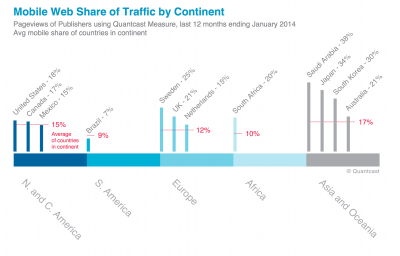 Mobile Web Share of Traffic by Continent
Pageviews of Publishers using Quantcast Measure, last 12 months ending January 2014
Avg mobile share of countries in continent
United States - 18%
Canada - 17%
Mexico - 15%
15%
Average
of countries
in continent
Brazil - 7%
9%
Sweden - 25%
UK - 21%
Netherlands - 15%
12%
South Africa - 20%
10%
Saudi Arabia - 38%
Japan - 34%
South Korea - 30%
Australia - 21%
17%
© Quantcast
N. and C. America
S. America
Europe
Africa
Asia and Oceania